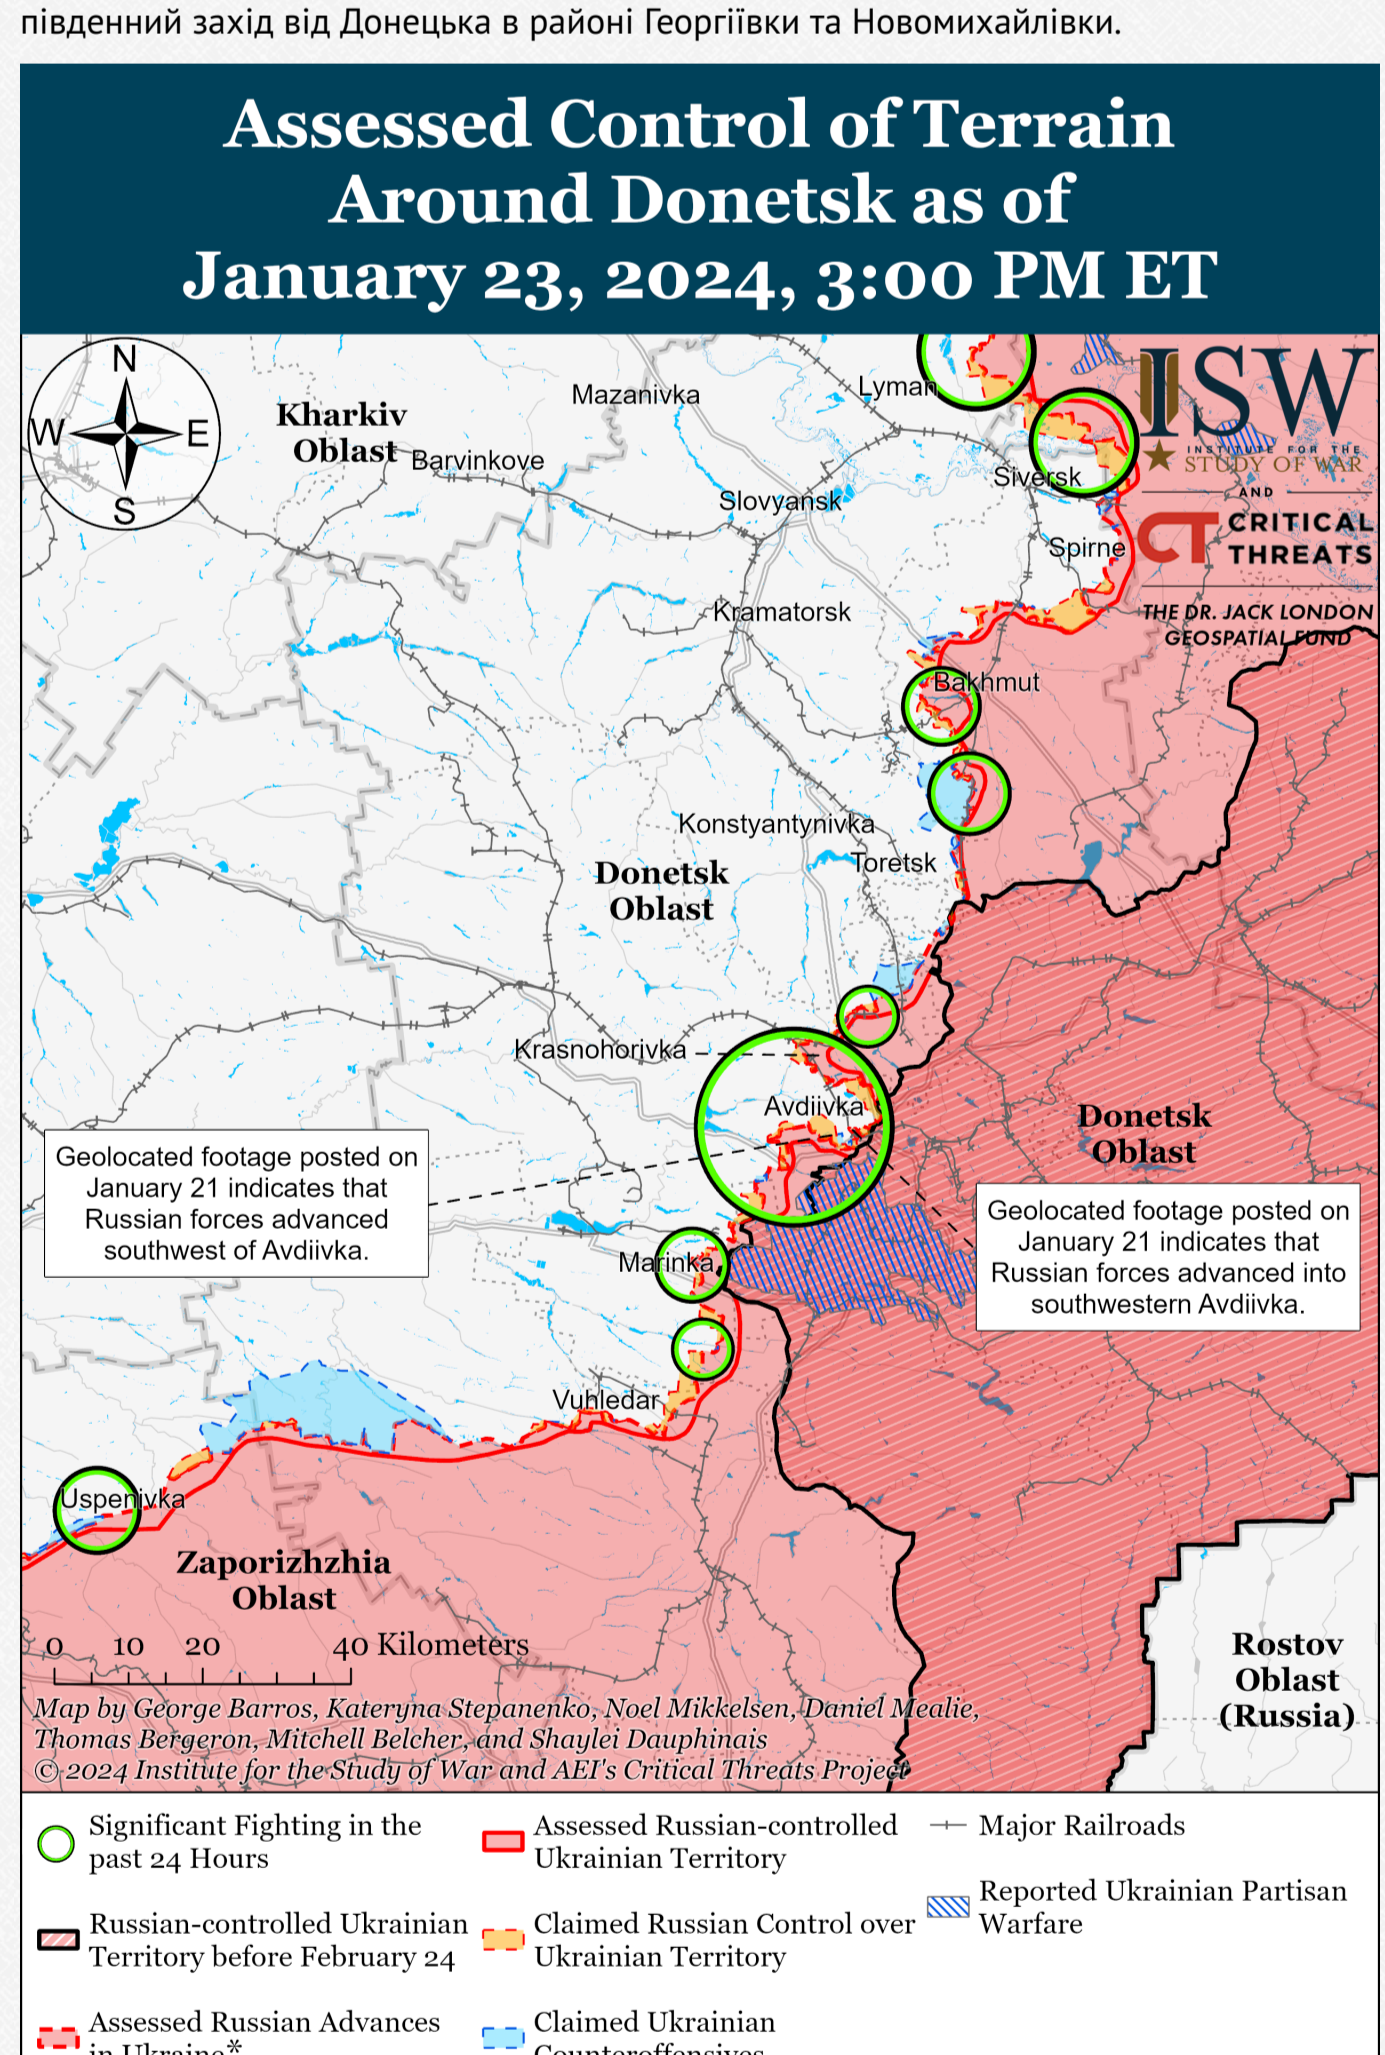 південний захід від Донецька в районі Георгіївки та Новомихайлівки.
Assessed Control of Terrain
Around Donetsk as of
January 23, 2024, 3:00 PM ET
N
W
E
S
ISW
INSTITUTE FOR THE
STUDY OF WAR
AND
CT CRITICAL
THREATS
THE DR. JACK LONDON
GEOSPATIAL FUND
Kharkiv
Oblast
Mazanivka
Lyman
Barvinkove
Siversk
Slovyansk
Spirne
Kramatorsk
Bakhmut
Konstyantynivka
Toretsk
Donetsk
Oblast
Krasnohorivka
Avdiivka
Donetsk
Oblast
Geolocated footage posted on
January 21 indicates that
Russian forces advanced
southwest of Avdiivka.
Geolocated footage posted on
January 21 indicates that
Russian forces advanced into
southwestern Avdiivka.
Marinka
Vuhledar
Uspenivka
Zaporizhzhia
Oblast
Rostov
Oblast
(Russia)
0 10 20 40 Kilometers
Map by George Barros, Kateryna Stepanenko, Noel Mikkelsen, Daniel Mealie,
Thomas Bergeron, Mitchell Belcher, and Shaylei Dauphinais
© 2024 Institute for the Study of War and AEI's Critical Threats Project
Significant Fighting in the
past 24 Hours
Russian-controlled Ukrainian
Territory before February 24
Assessed Russian Advances
in Ukraine*
Assessed Russian-controlled
Ukrainian Territory
Claimed Russian Control over
Ukrainian Territory
Claimed Ukrainian
Counteroffensives
Major Railroads
Reported Ukrainian Partisan
Warfare